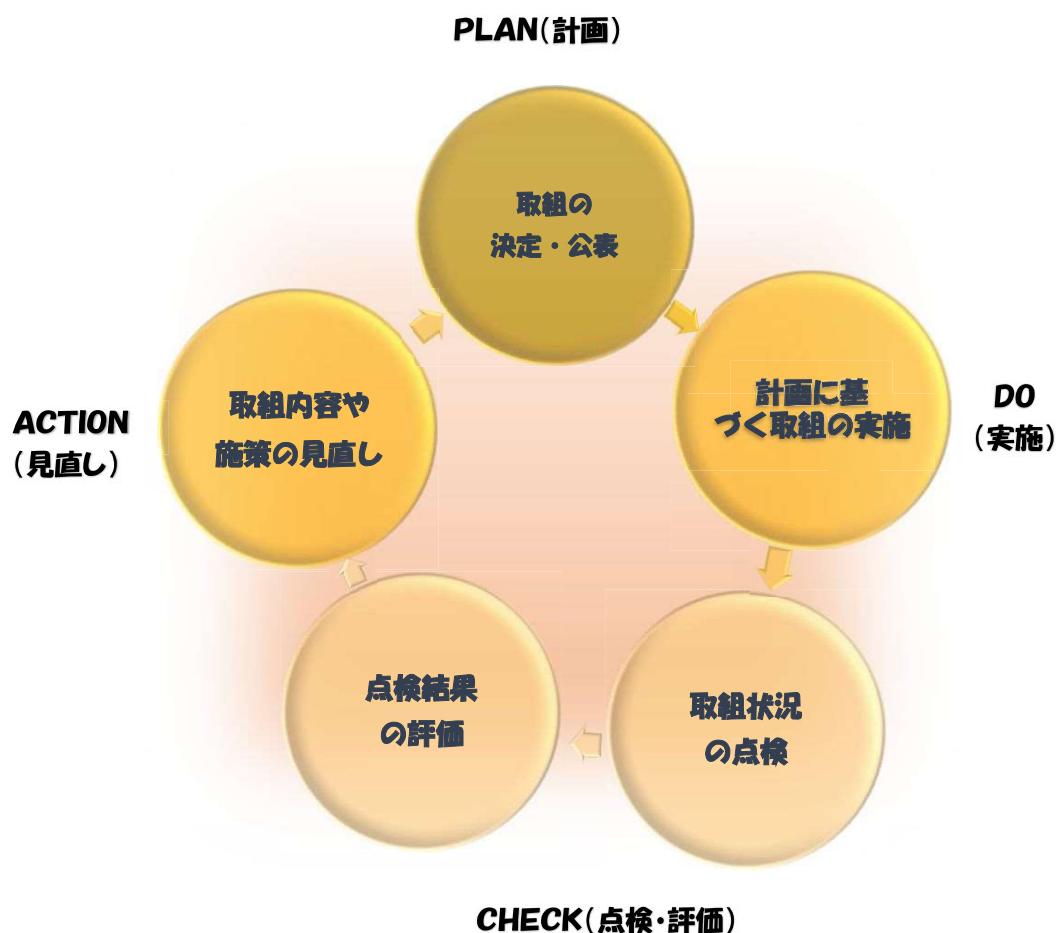 PLAN(計画)
取組の
決定・公表
計画に基
づく取組の実施
DO
(実施)
取組状況
の点検
CHECK(点検・評価)
点検結果
の評価
取組内容や
施策の見直し
ACTION
(見直し)